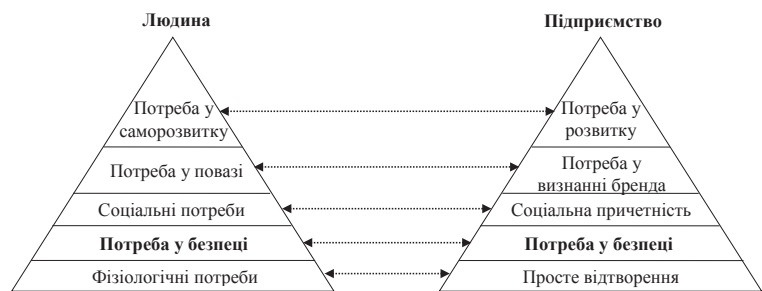 Людина
Потреба у
саморозвитку
Потреба у повазі
Соціальні потреби
Потреба у безпеці
Фізіологічні потреби
Підприємство
Потреба у
розвитку
Потреба у
визнанні бренда
Соціальна причетність
Потреба у безпеці
Просте відтворення